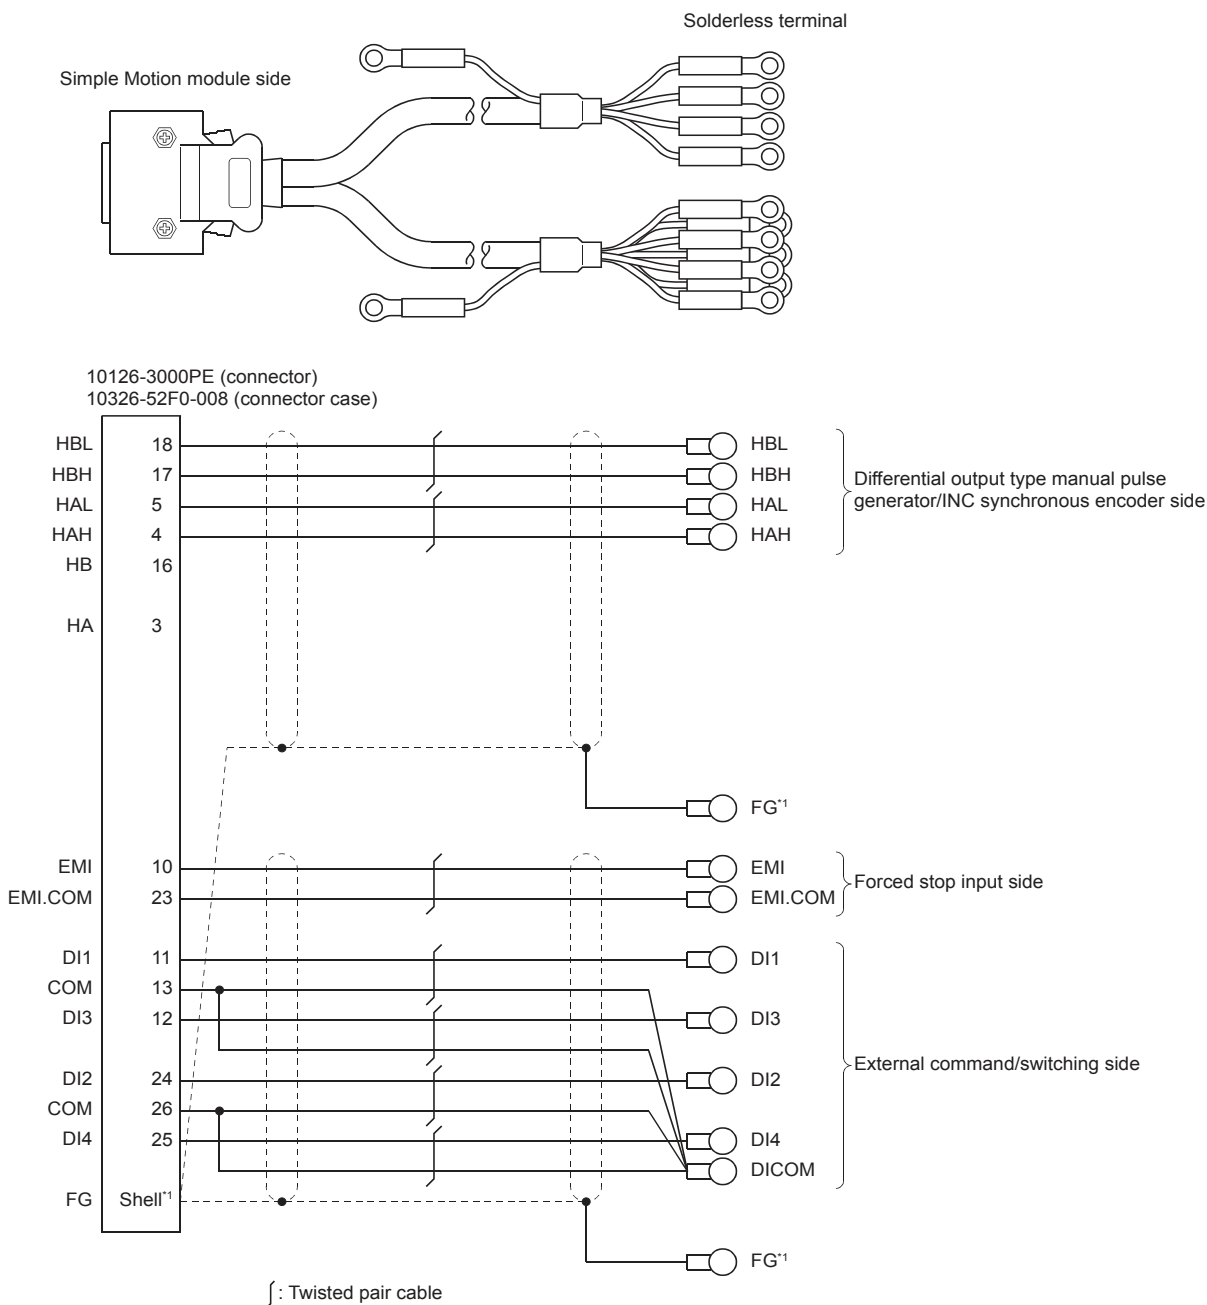 Solderless terminal
Simple Motion module side
10126-3000PE (connector)
10326-52F0-008 (connector case)
HBL 18 HBL
HBH 17 HBH
HAL 5 HAL
HAH 4 HAH
Differential output type manual pulse
generator/INC synchronous encoder side
HB 16
HA 3
FG*1
EMI 10 EMI
EMI.COM 23 EMI.COM
Forced stop input side
DI1 11 DI1
COM 13
DI3 12 DI3
External command/switching side
DI2 24 DI2
COM 26
DI4 25 DI4
DICOM
FG Shell*1
FG*1
: Twisted pair cable